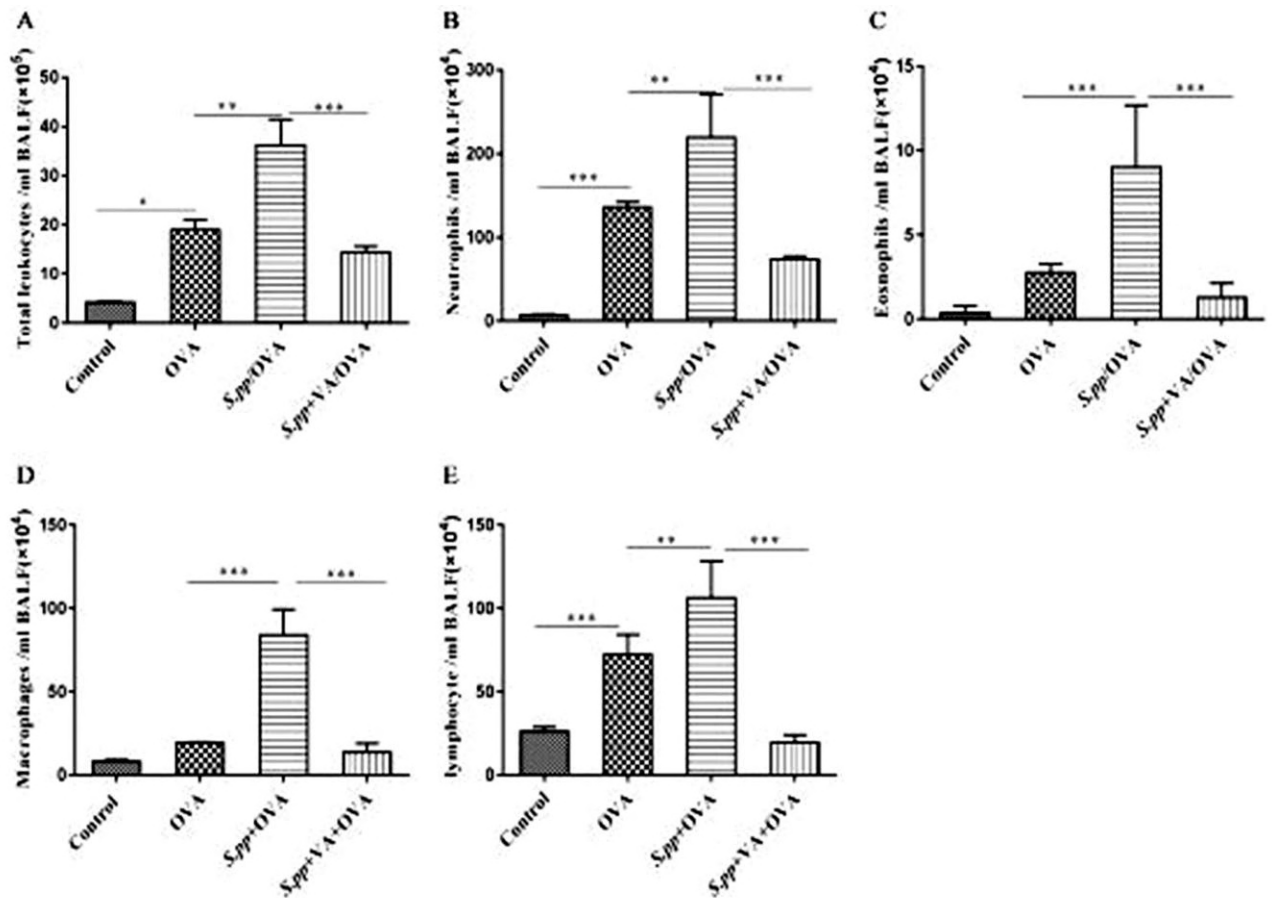 A
Total leukocytes /ml BALF(×10⁵)
50
40
30
20
10
0
*
**
***
Control
OVA
S.pp/OVA
S.pp+VA/OVA
B
Neutrophils /ml BALF(×10⁴)
300
200
100
0
***
**
***
Control
OVA
S.pp/OVA
S.pp+VA/OVA
C
Eosnophils /ml BALF(×10⁴)
15
10
5
0
***
***
Control
OVA
S.pp/OVA
S.pp+VA/OVA
D
Macrophages /ml BALF(×10⁴)
150
100
50
0
***
***
Control
OVA
S.pp+OVA
S.pp+VA+OVA
E
lymphocyte /ml BALF(×10⁴)
150
100
50
0
***
**
***
Control
OVA
S.pp+OVA
S.pp+VA+OVA